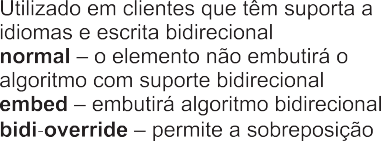 Utilizado em clientes que têm suporta a
idiomas e escrita bidirecional
normal – o elemento não embutirá o
algoritmo com suporte bidirecional
embed – embutirá algoritmo bidirecional
bidi-override – permite a sobreposição